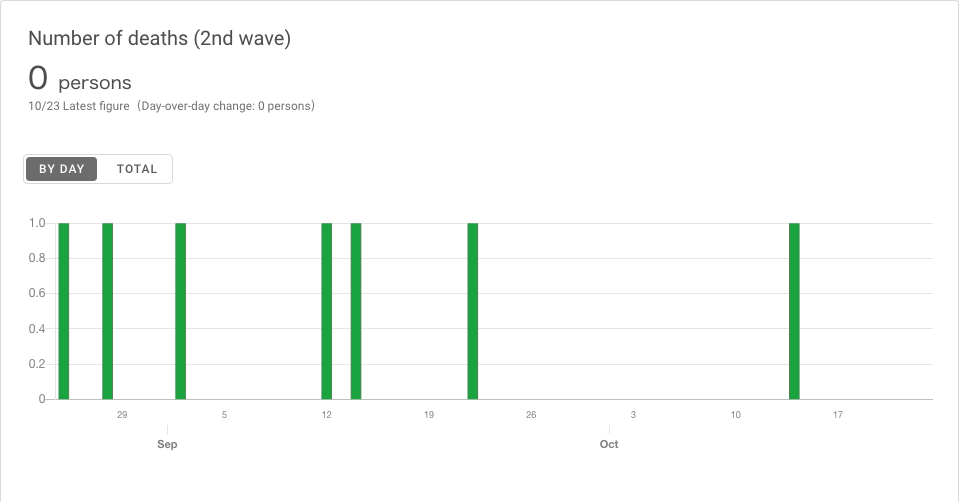 Number of deaths (2nd wave)
0 persons
10/23 Latest figure (Day-over-day change: 0 persons)
BY DAY TOTAL
1.0
0.8
0.6
0.4
0.2
0
29 5 12 19 26 3 10 17
Sep Oct